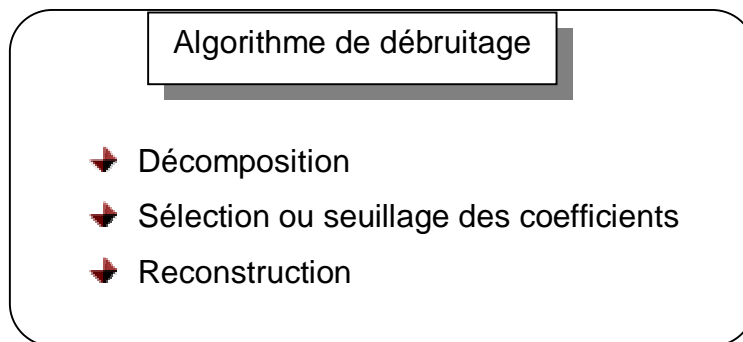 Algorithme de débruitage
Décomposition
Sélection ou seuillage des coefficients
Reconstruction